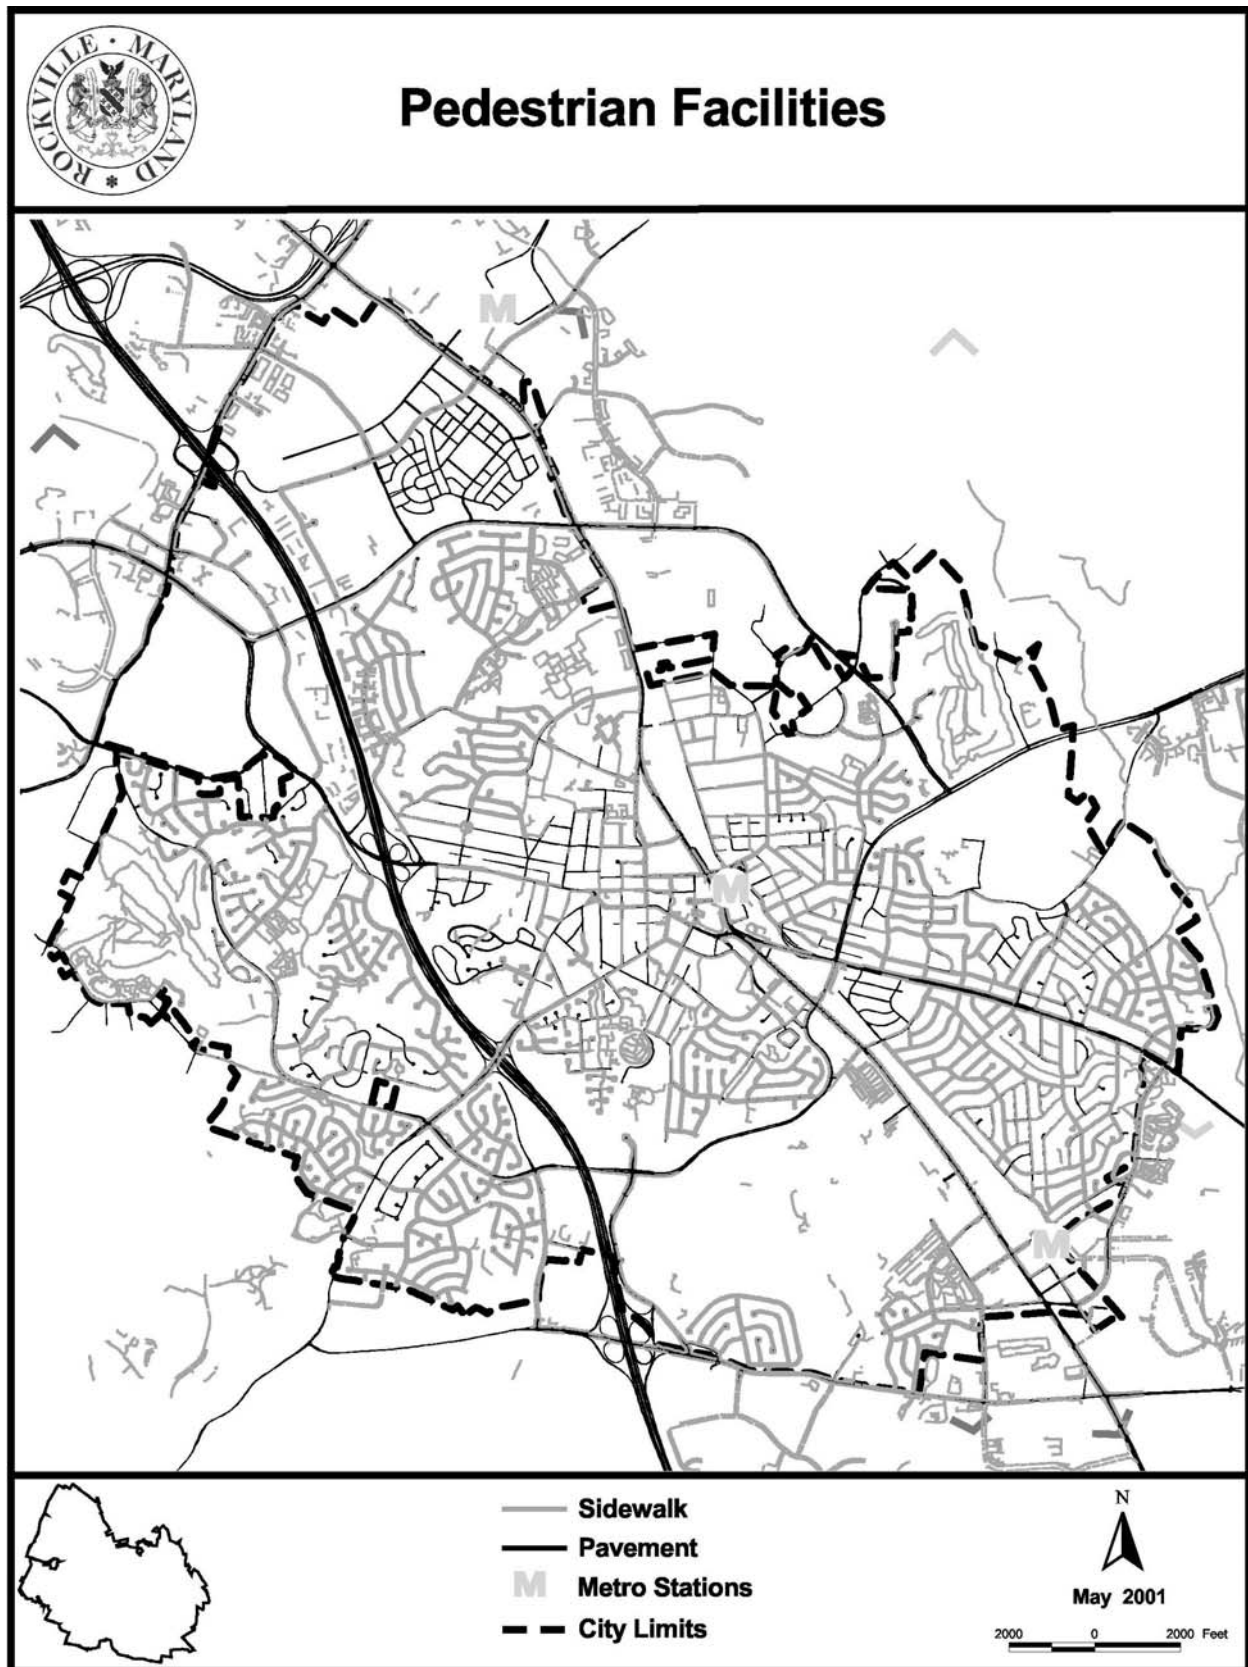 ROCKVILLE • MARYLAND
Pedestrian Facilities
M
M
M
Sidewalk
Pavement
M Metro Stations
City Limits
N
May 2001
2000 0 2000 Feet